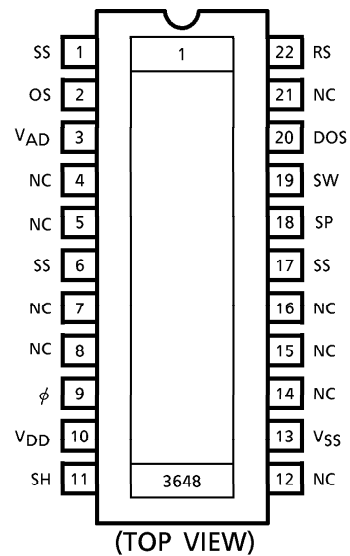 SS 1 1 22 RS
OS 2 21 NC
VAD 3 20 DOS
NC 4 19 SW
NC 5 18 SP
SS 6 17 SS
NC 7 16 NC
NC 8 15 NC
ϕ 9 14 NC
VDD 10 13 VSS
SH 11 3648 12 NC
(TOP VIEW)